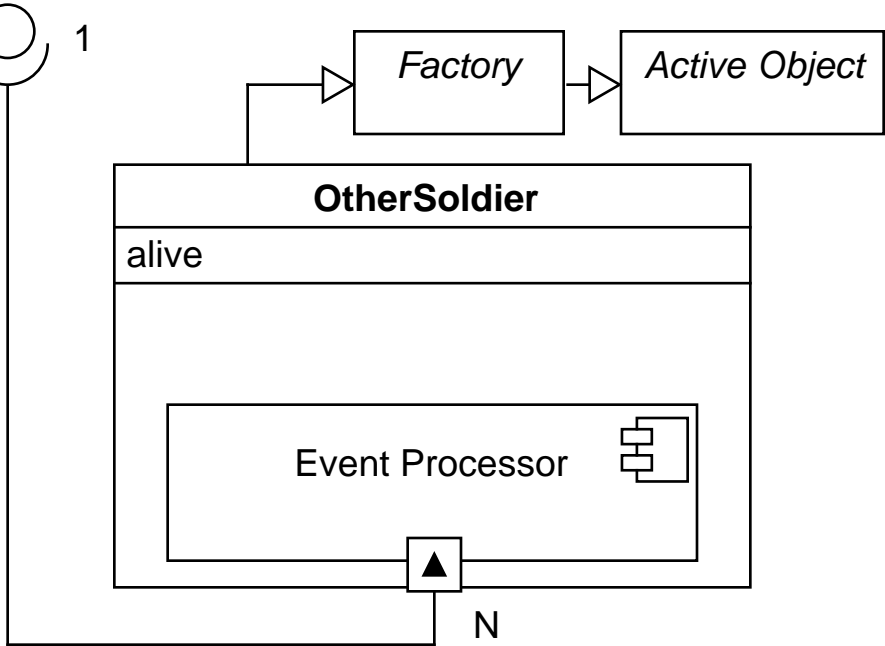 1
Factory
Active Object
OtherSoldier
alive
Event Processor
N